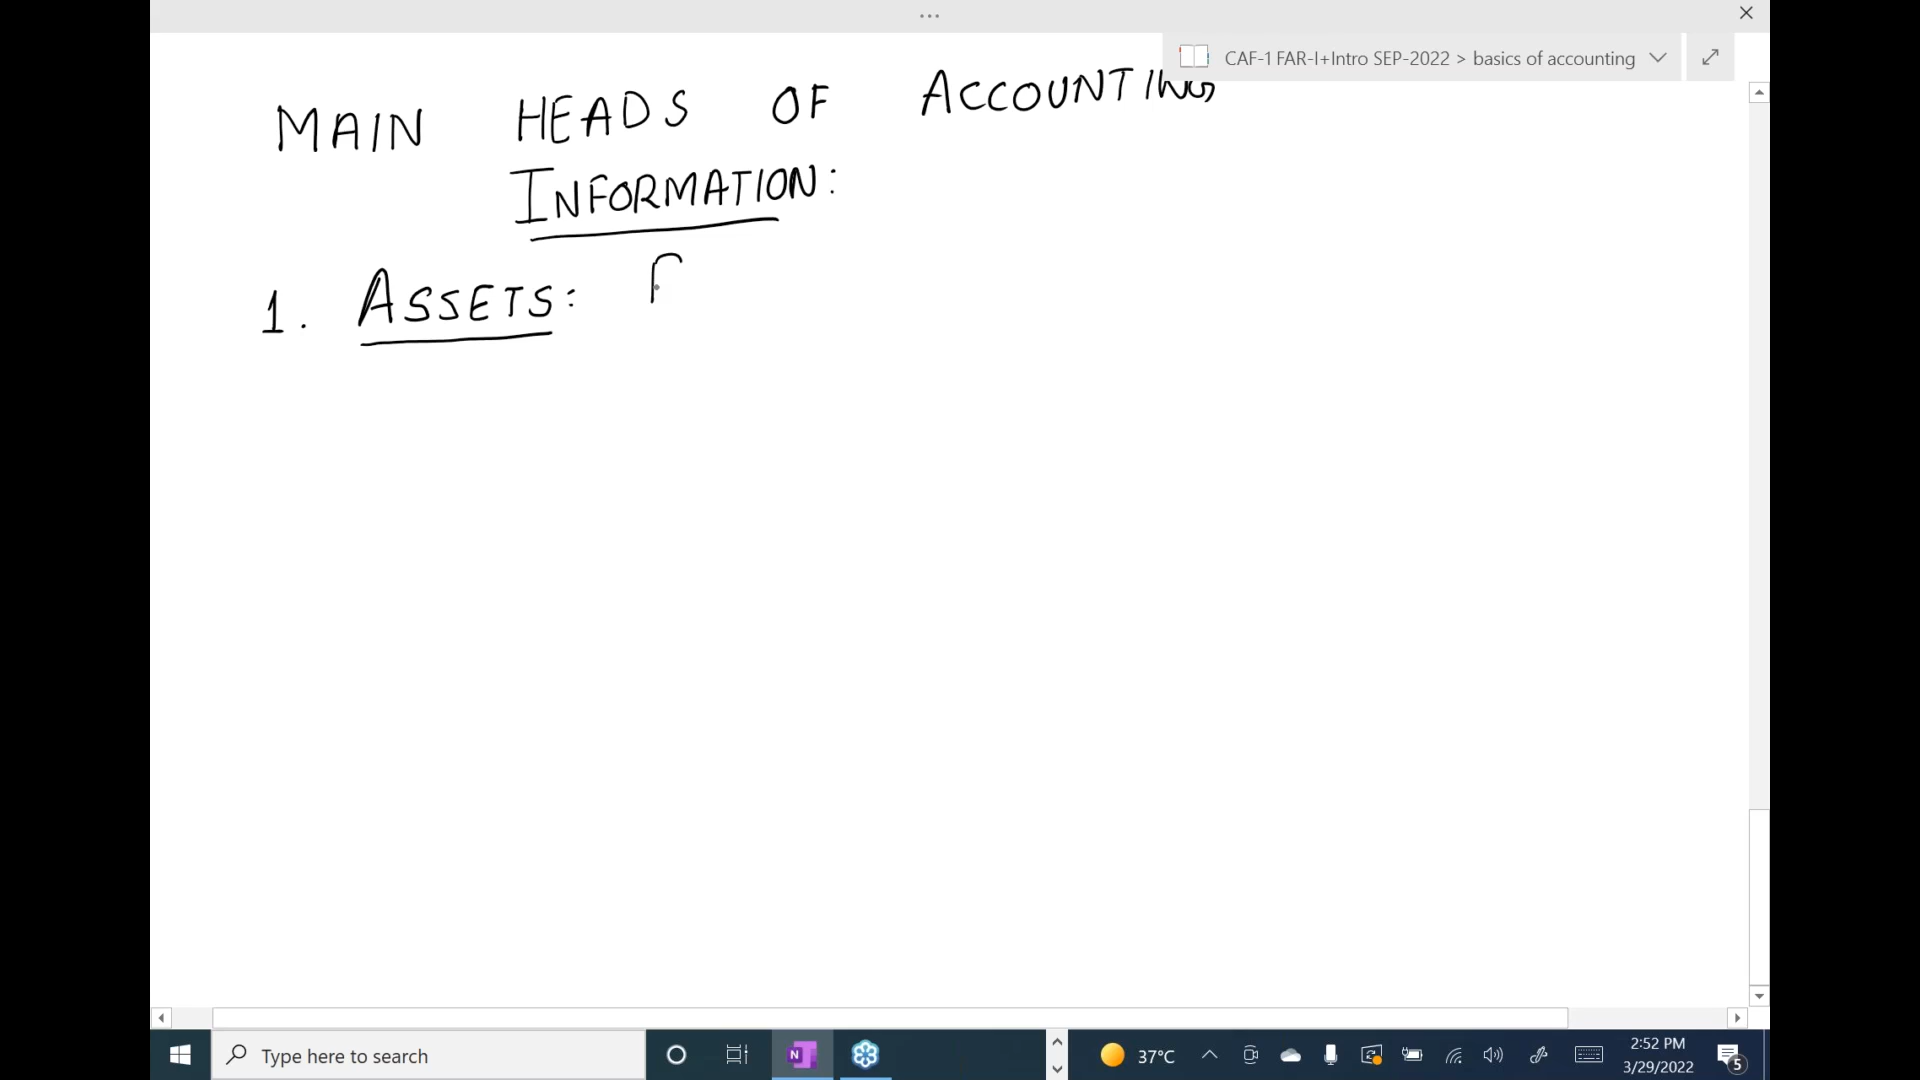 CAF-1 FAR-I+Intro SEP-2022 > basics of accounting
MAIN HEADS OF ACCOUNTING
INFORMATION:
1. ASSETS:
Type here to search
37°C
2:52 PM
3/29/2022
5